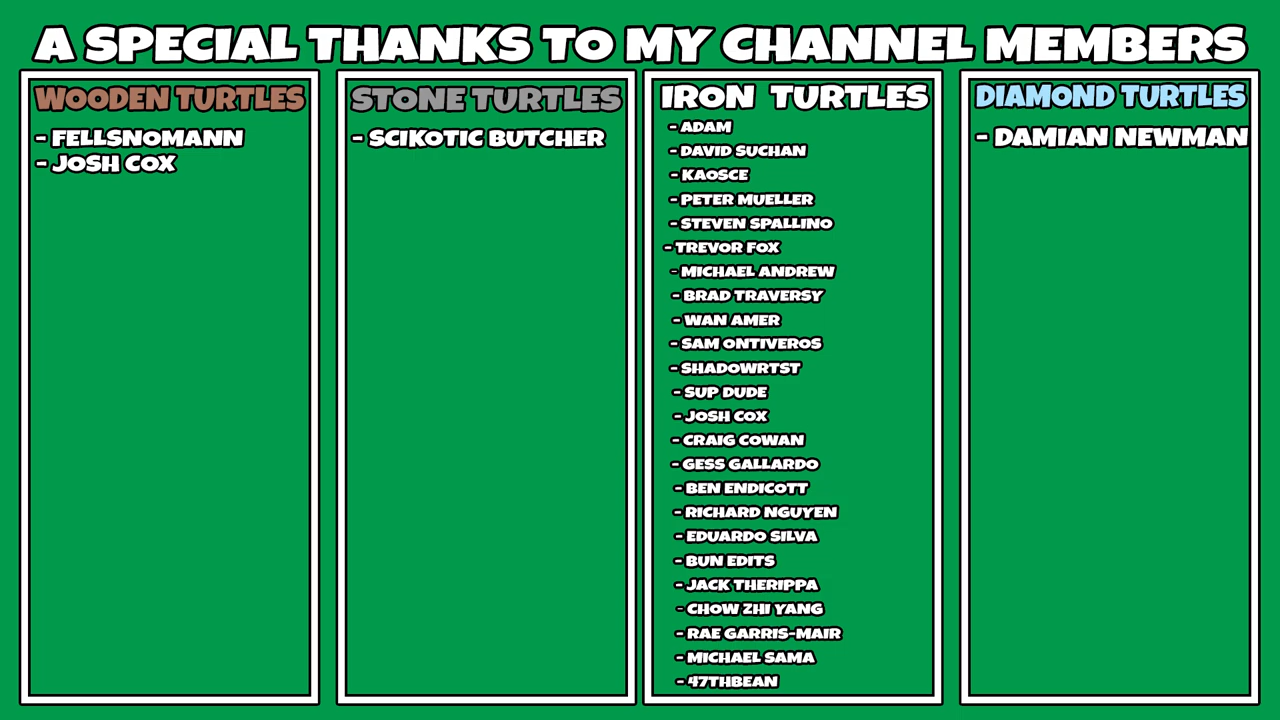 A SPECIAL THANKS TO MY CHANNEL MEMBERS
WOODEN TURTLES
- FELLSNOMANN
- JOSH COX
STONE TURTLES
- SCIKOTIC BUTCHER
IRON TURTLES
- ADAM
- DAVID SUCHAN
- KAOSCE
- PETER MUELLER
- STEVEN SPALLINO
- TREVOR FOX
- MICHAEL ANDREW
- BRAD TRAVERSY
- WAN AMER
- SAM ONTIVEROS
- SHADOWRTST
- SUP DUDE
- JOSH COX
- CRAIG COWAN
- GESS GALLARDO
- BEN ENDICOTT
- RICHARD NGUYEN
- EDUARDO SILVA
- BUN EDITS
- JACK THERIPPA
- CHOW ZHI YANG
- RAE GARRIS-MAIR
- MICHAEL SAMA
- 47THBEAN
DIAMOND TURTLES
- DAMIAN NEWMAN